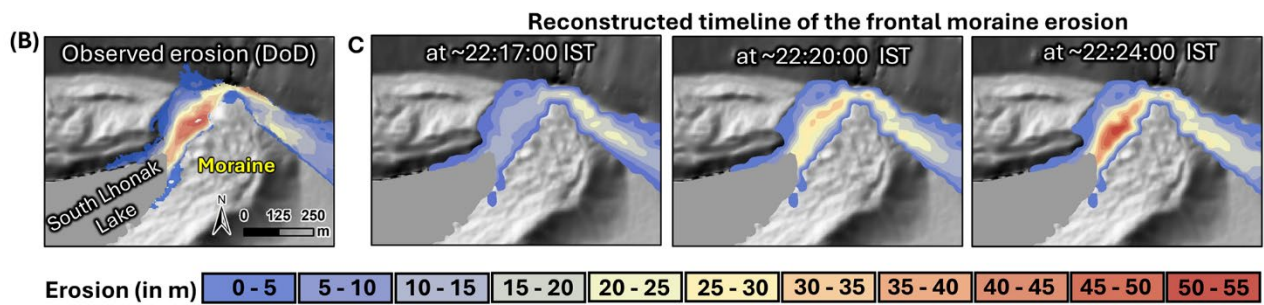 Reconstructed timeline of the frontal moraine erosion
(B)
Observed erosion (DoD)
South Lhonak
Lake
Moraine
N
0 125 250
m
C
at ~22:17:00 IST
at ~22:20:00 IST
at ~22:24:00 IST
Erosion (in m) 0 - 5 5 - 10 10 - 15 15 - 20 20 - 25 25 - 30 30 - 35 35 - 40 40 - 45 45 - 50 50 - 55